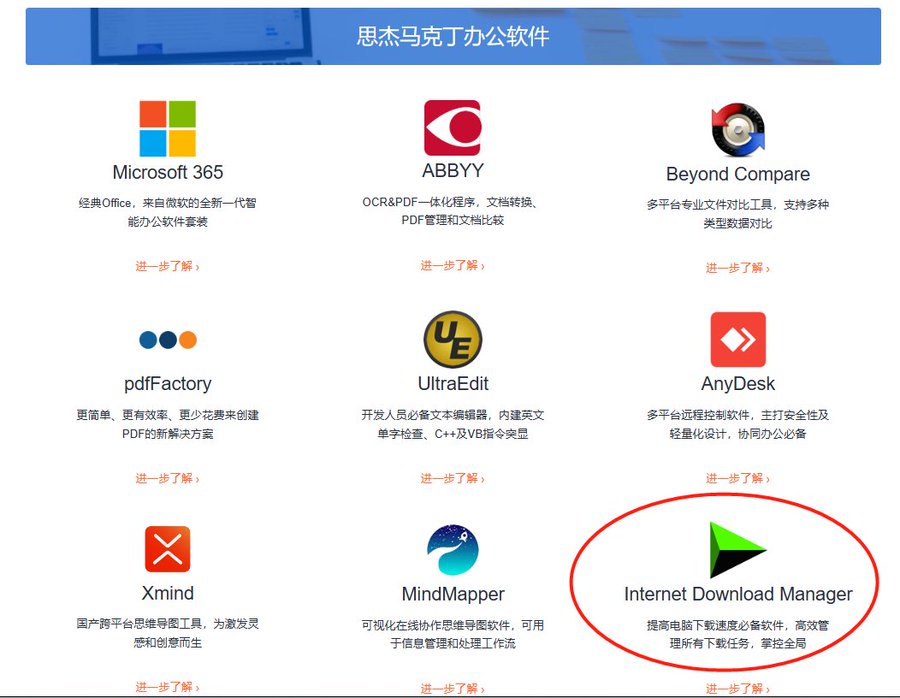 思杰马克丁办公软件
Microsoft 365
ABBYY
Beyond Compare
经典Office，来自微软的全新一代智
能办公软件套装
OCR&PDF一体化程序，文档转换、
PDF管理和文档比较
多平台专业文件对比工具，支持多种
类型数据对比
进一步了解 ›
进一步了解 ›
进一步了解 ›
UE
pdfFactory
UltraEdit
AnyDesk
更简单、更有效率、更少花费来创建
PDF的新解决方案
开发人员必备文本编辑器，内建英文
单字检查、C++及VB指令突显
多平台远程控制软件，主打安全性及
轻量化设计，协同办公必备
进一步了解 ›
进一步了解 ›
进一步了解 ›
Xmind
MindMapper
Internet Download Manager
国产跨平台思维导图工具，为激发灵
感和创意而生
可视化在线协作思维导图软件，可用
于信息管理和处理工作流
提高电脑下载速度必备软件，高效管
理所有下载任务，掌控全局
进一步了解 ›
进一步了解 ›
进一步了解 ›